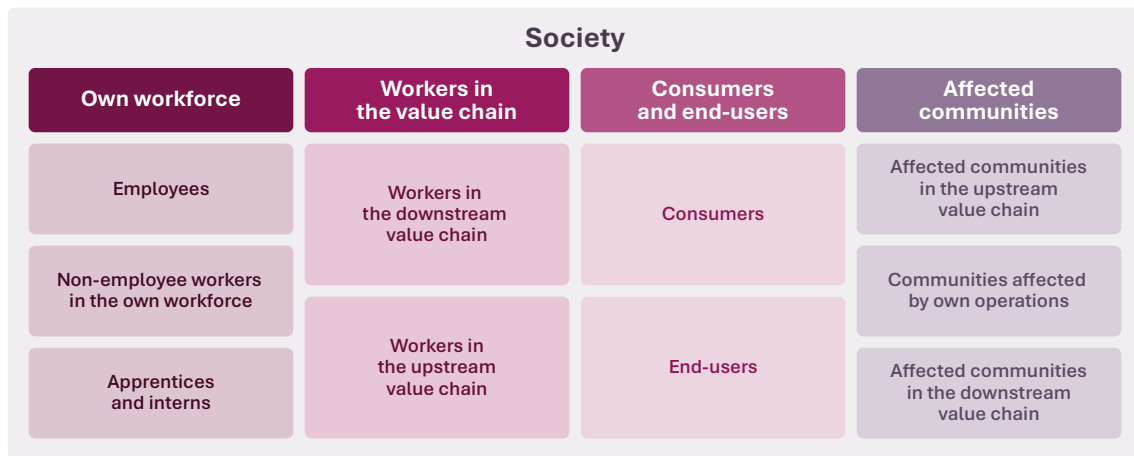 Society
Own workforce
Employees
Non-employee workers
in the own workforce
Apprentices
and interns
Workers in
the value chain
Workers in
the downstream
value chain
Workers in
the upstream
value chain
Consumers
and end-users
Consumers
End-users
Affected
communities
Affected communities
in the upstream
value chain
Communities affected
by own operations
Affected communities
in the downstream
value chain